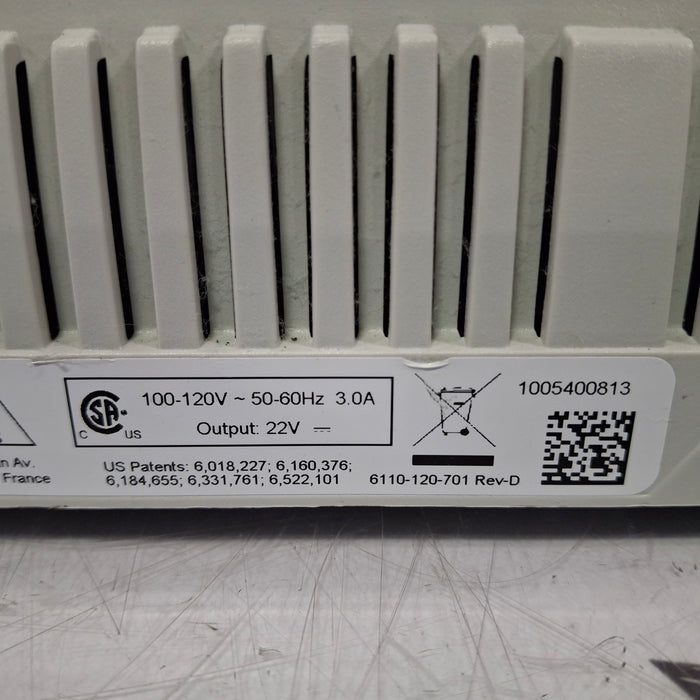 100-120V ~ 50-60Hz 3.0A
Output: 22V ⎓
CSA
C US
1005400813
n Av.
France
US Patents: 6,018,227; 6,160,376;
6,184,655; 6,331,761; 6,522,101
6110-120-701 Rev-D